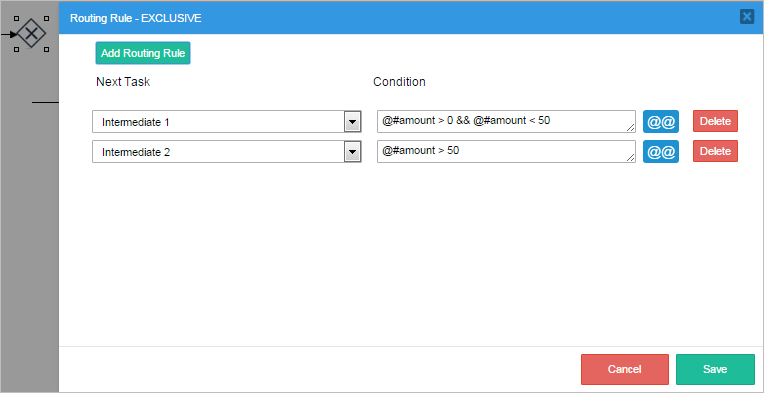 Routing Rule - EXCLUSIVE
Add Routing Rule
Next Task Condition
Intermediate 1 @#amount > 0 && @#amount < 50 @@ Delete
Intermediate 2 @#amount > 50 @@ Delete
Cancel Save